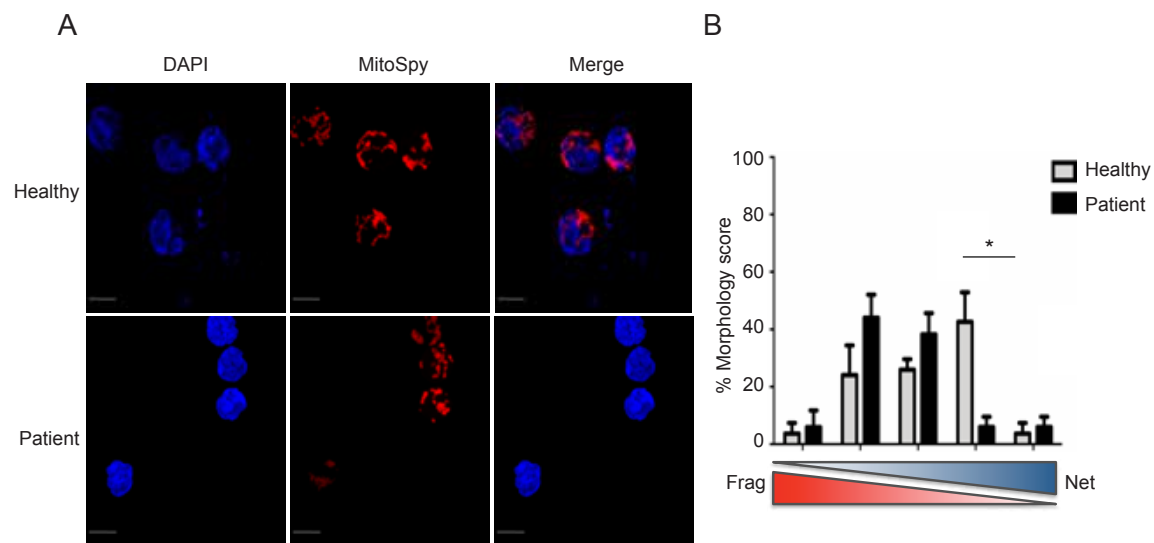 A
DAPI
MitoSpy
Merge
Healthy
Patient
B
% Morphology score
100
80
60
40
20
0
*
Healthy
Patient
Frag
Net